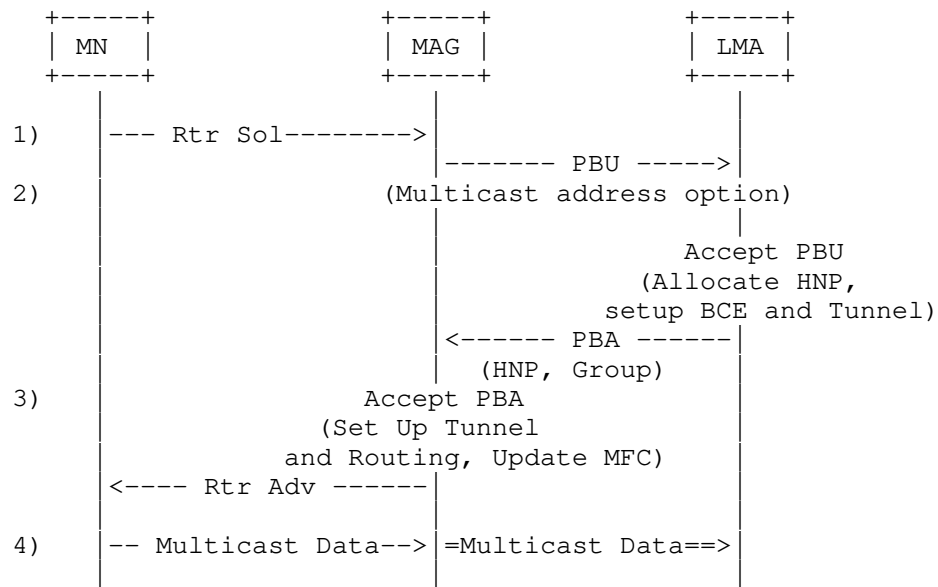 MN MAG LMA
1) --- Rtr Sol-------->
------- PBU ----->
2) (Multicast address option)
Accept PBU
(Allocate HNP,
setup BCE and Tunnel)
<------ PBA ------
(HNP, Group)
3) Accept PBA
(Set Up Tunnel
and Routing, Update MFC)
<---- Rtr Adv ------
4) -- Multicast Data--> =Multicast Data==>